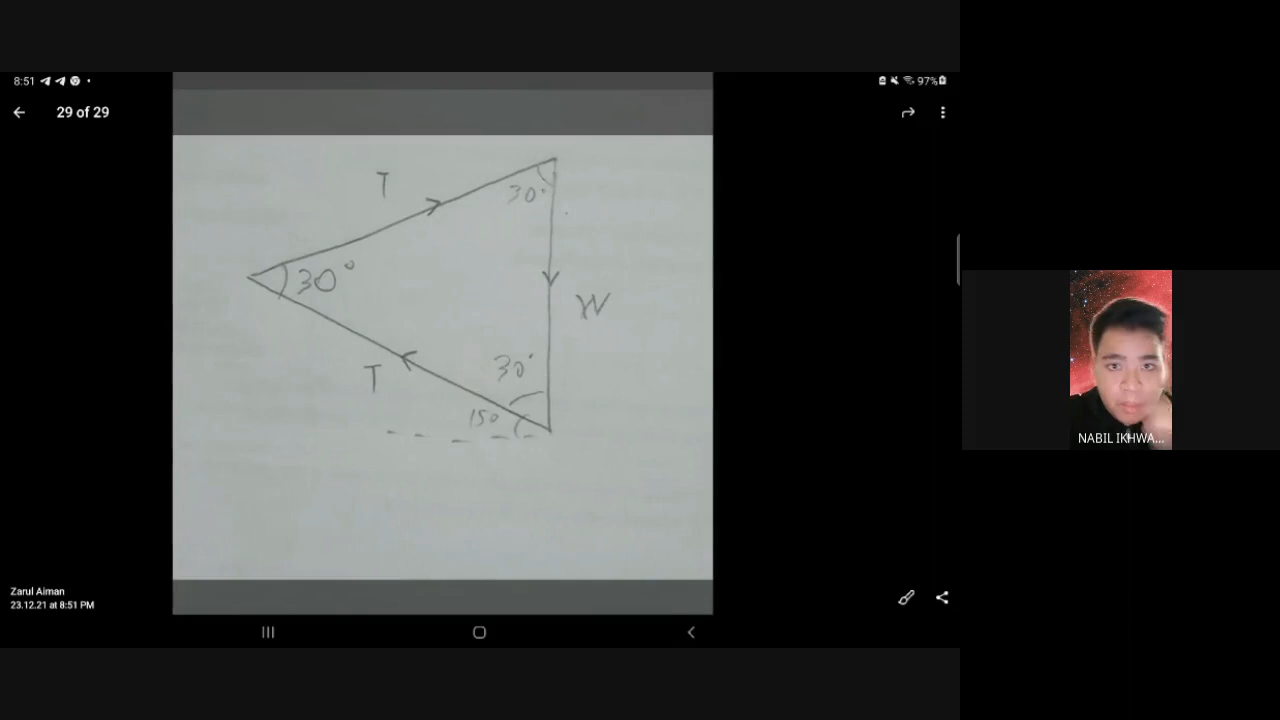 8:51
97%
29 of 29
T
30°
30°
W
30°
T
150
Zarul Aiman
23.12.21 at 8:51 PM
NABIL IKHWA...